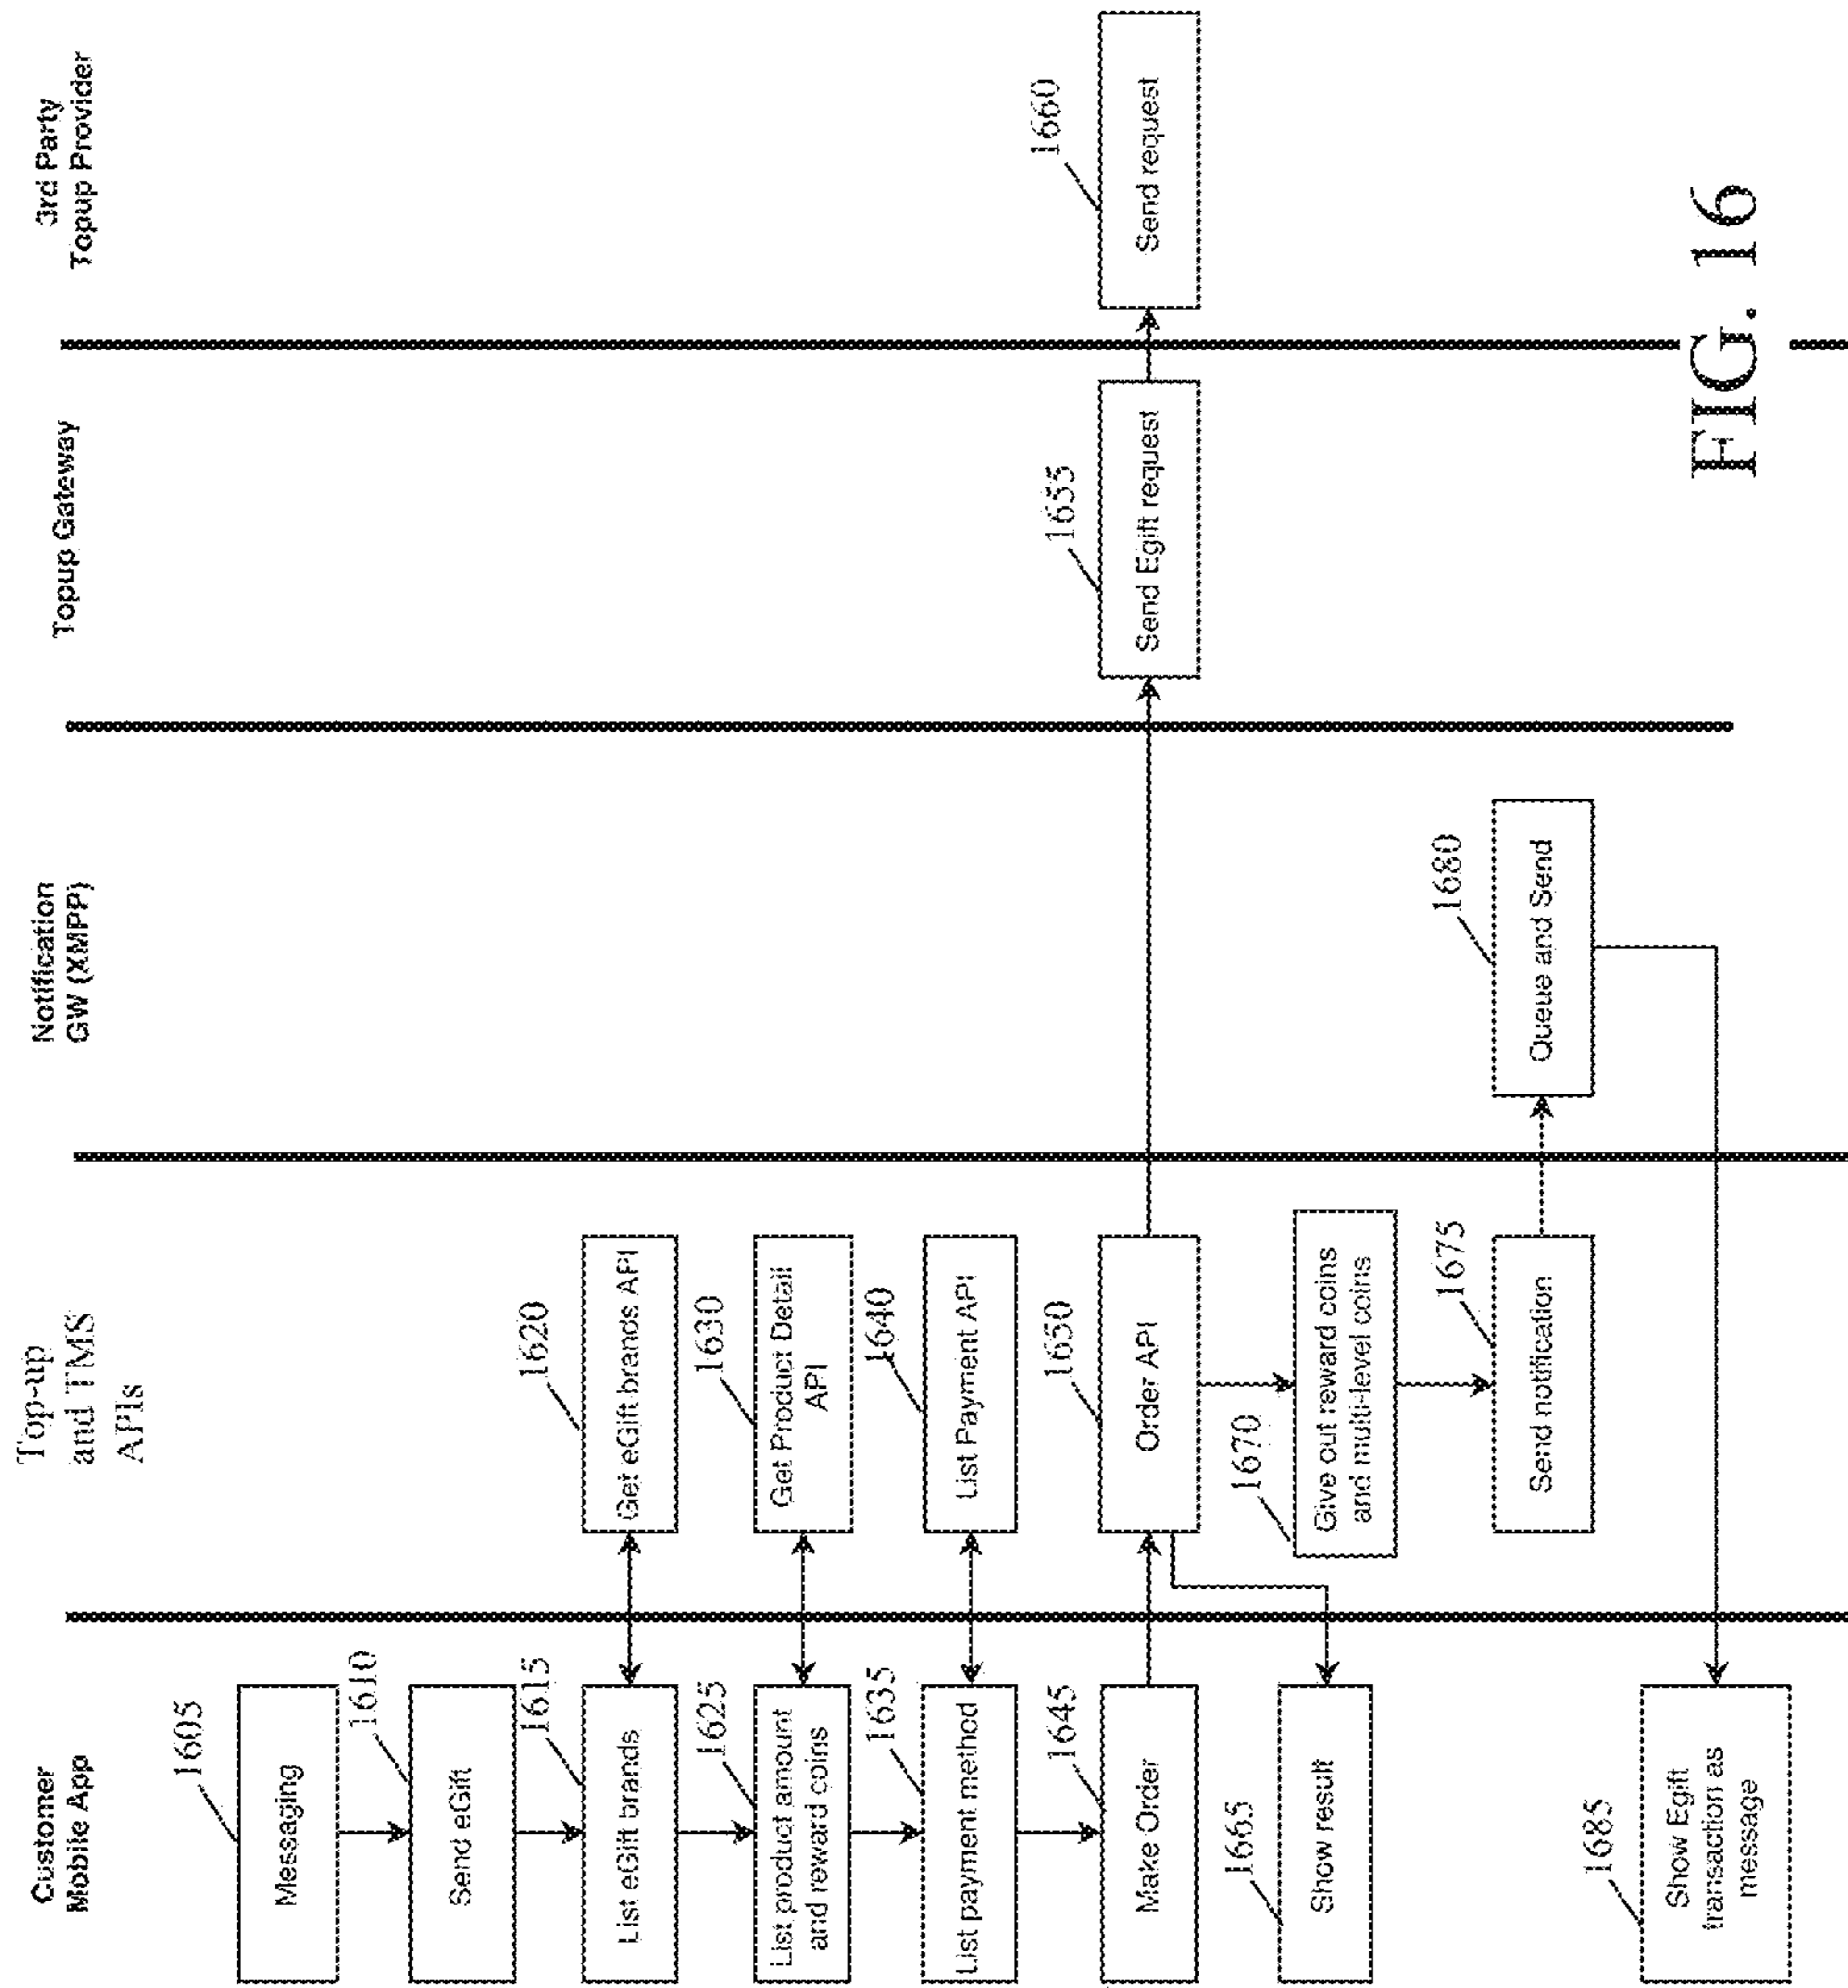 Customer
Mobile App
Top-up
and TMS
APIs
Notification
GW (XMPP)
Topup Gateway
3rd Party
Topup Provider
1605
Messaging
1610
Send eGift
1615
List eGift brands
1620
Get eGift brands API
1625
List product amount
and reward coins
1630
Get Product Detail
API
1635
List payment method
1640
List Payment API
1645
Make Order
1650
Order API
1655
Send Egift request
1660
Send request
1665
Show result
1670
Give out reward coins
and multi-level coins
1675
Send notification
1680
Queue and Send
1685
Show Egift
transaction as
message
FIG. 16